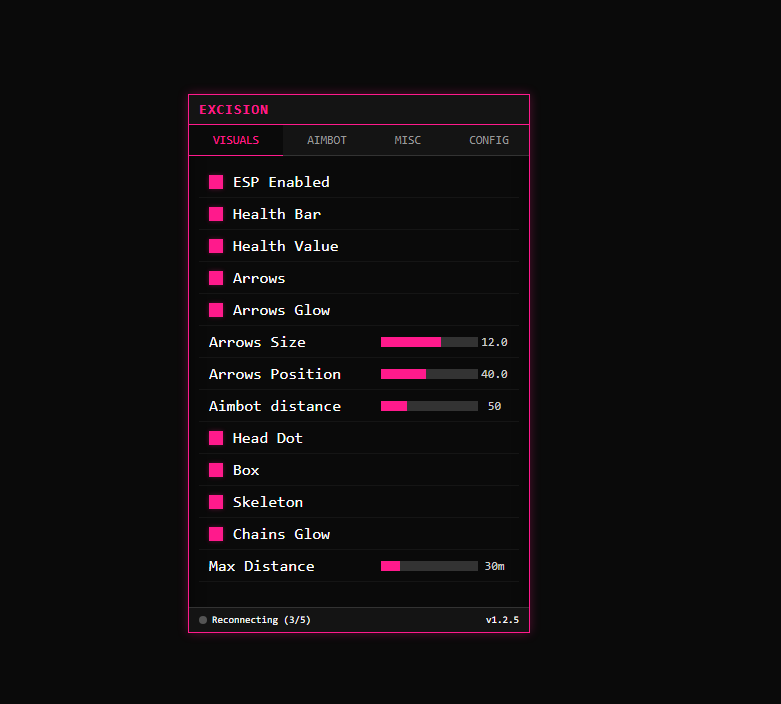 EXCISION
VISUALS AIMBOT MISC CONFIG
ESP Enabled
Health Bar
Health Value
Arrows
Arrows Glow
Arrows Size 12.0
Arrows Position 40.0
Aimbot distance 50
Head Dot
Box
Skeleton
Chains Glow
Max Distance 30m
Reconnecting (3/5) v1.2.5